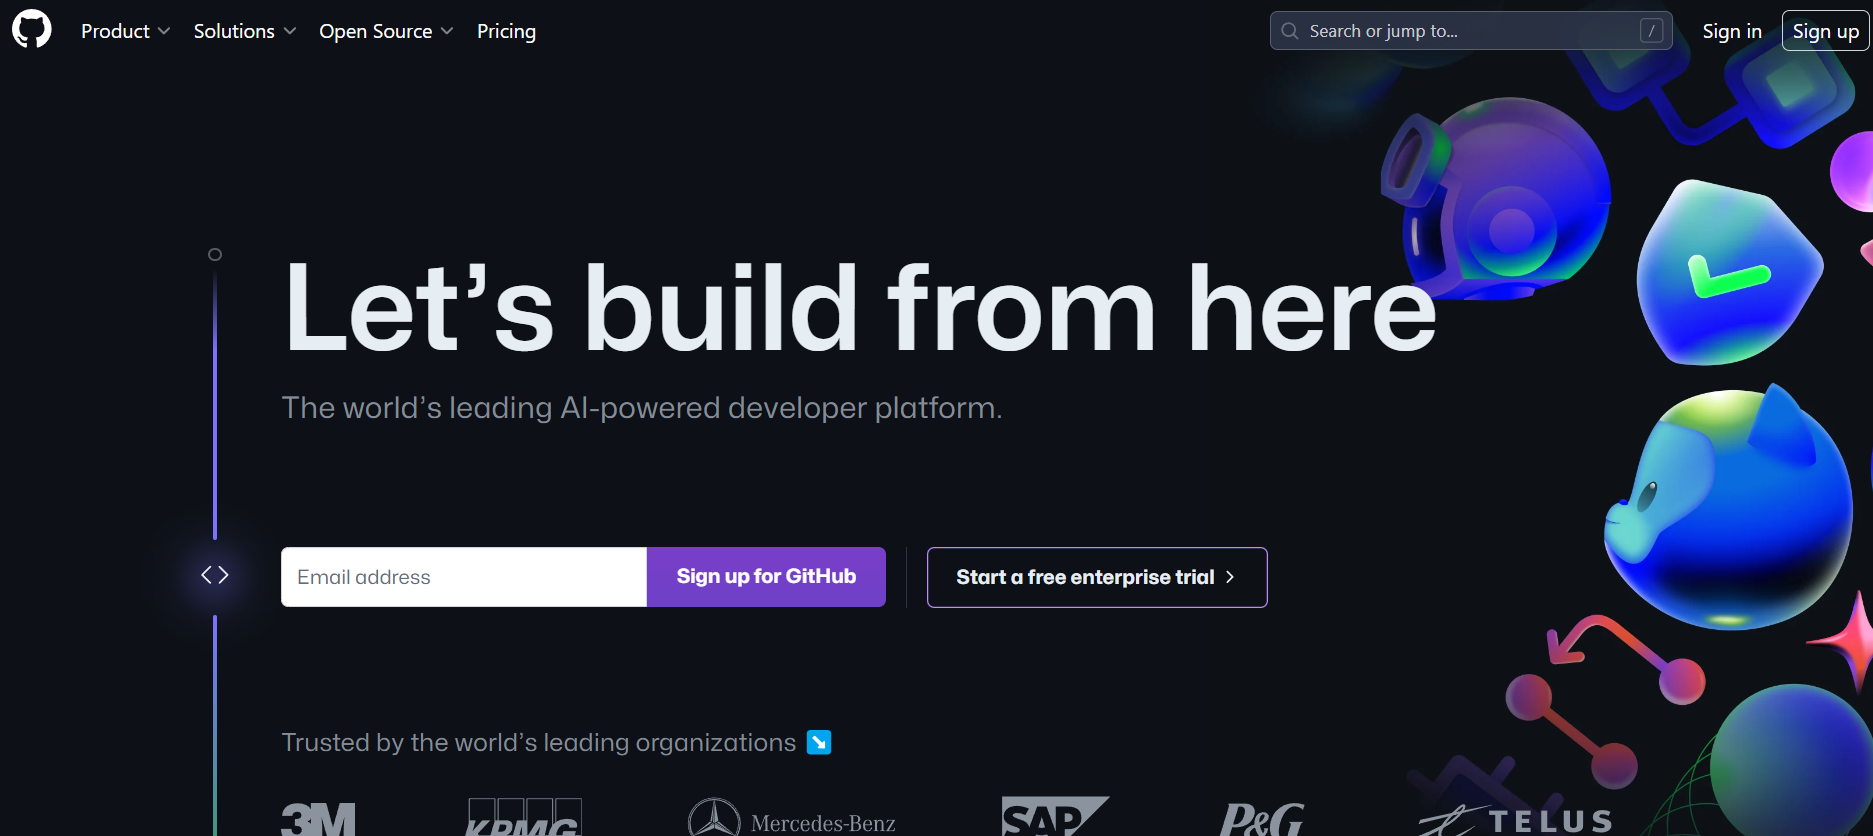 Product Solutions Open Source Pricing Search or jump to... / Sign in Sign up
Let’s build from here
The world’s leading AI-powered developer platform.
Email address Sign up for GitHub Start a free enterprise trial
Trusted by the world’s leading organizations
3M KPMG Mercedes-Benz SAP P&G TELUS